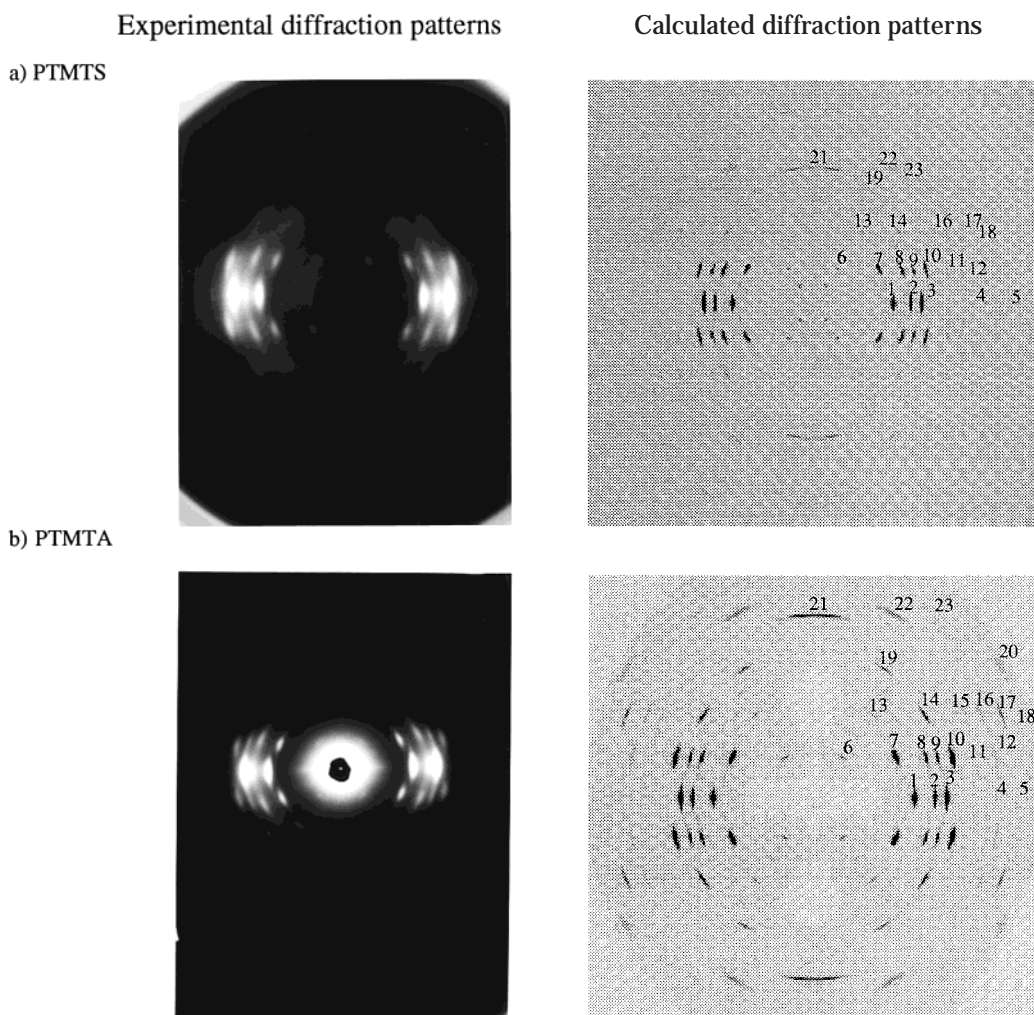 Experimental diffraction patterns
Calculated diffraction patterns
a) PTMTS
21 22 23
19
13 14 16 17
18
6 7 8 9 10 11 12
1 2 3 4 5
b) PTMTA
21 22 23
19 20
13 14 15 16 17
18
6 7 8 9 10 11 12
1 2 3 4 5